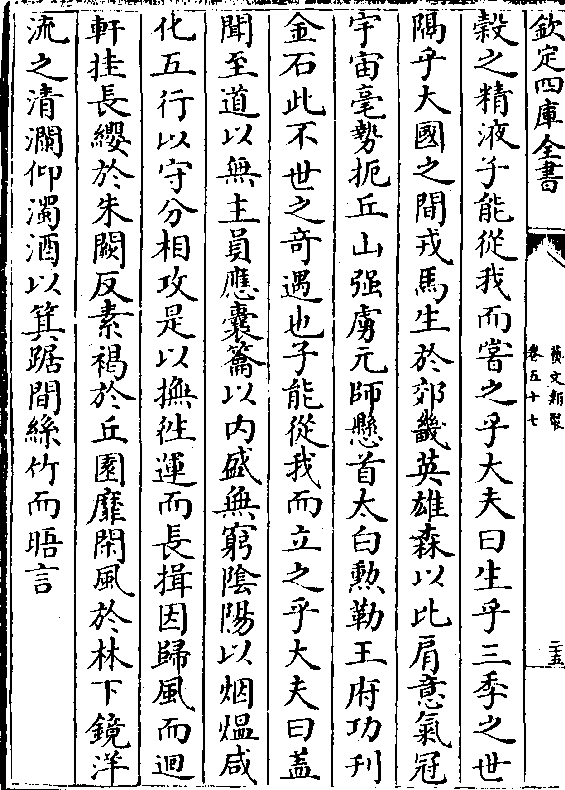 欽定四庫全書
藝文類聚
卷五十七
二十五
穀之精液子能從我而嘗之乎大夫曰生乎三季之世
隅乎大國之間戎馬生於郊畿英雄森以比肩意氣冠
宇宙毫勢扼丘山强虜元師懸首太白勲勒王府功刋
金石此不世之奇遇也子能從我而立之乎大夫曰盖
聞至道以無主員應橐籥以内盛無窮隂陽以烟煴咸
化五行以守分相攻是以撫徃運而長揖因歸風而迴
軒挂長纓於朱闕反素褐於丘園靡閑風於林下鏡洋
流之清瀾仰濁酒以箕踞間絲竹而晤言